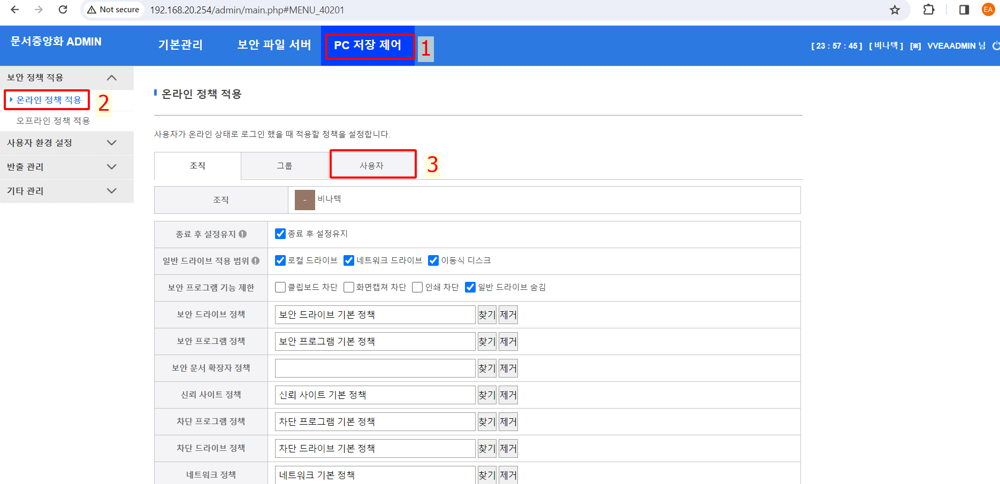 Not secure 192.168.20.254/admin/main.php#MENU_40201 EA
문서중앙화 ADMIN 기본관리 보안 파일 서버 PC 저장 제어 1 [ 23 : 57 : 45 ] [ 비나텍 ] [※] VVEAADMIN 님
보안 정책 적용
온라인 정책 적용 2
오프라인 정책 적용
사용자 환경 설정
반출 관리
기타 관리
온라인 정책 적용
사용자가 온라인 상태로 로그인 했을 때 적용할 정책을 설정합니다.
조직 그룹 사용자 3
조직 - 비나텍
종료 후 설정유지 종료 후 설정유지
일반 드라이브 적용 범위 로컬 드라이브 네트워크 드라이브 이동식 디스크
보안 프로그램 기능 제한 클립보드 차단 화면캡쳐 차단 인쇄 차단 일반 드라이브 숨김
보안 드라이브 정책 보안 드라이브 기본 정책 찾기 제거
보안 프로그램 정책 보안 프로그램 기본 정책 찾기 제거
보안 문서 확장자 정책 찾기 제거
신뢰 사이트 정책 신뢰 사이트 기본 정책 찾기 제거
차단 프로그램 정책 차단 프로그램 기본 정책 찾기 제거
차단 드라이브 정책 차단 드라이브 기본 정책 찾기 제거
네트워크 정책 네트워크 기본 정책 찾기 제거